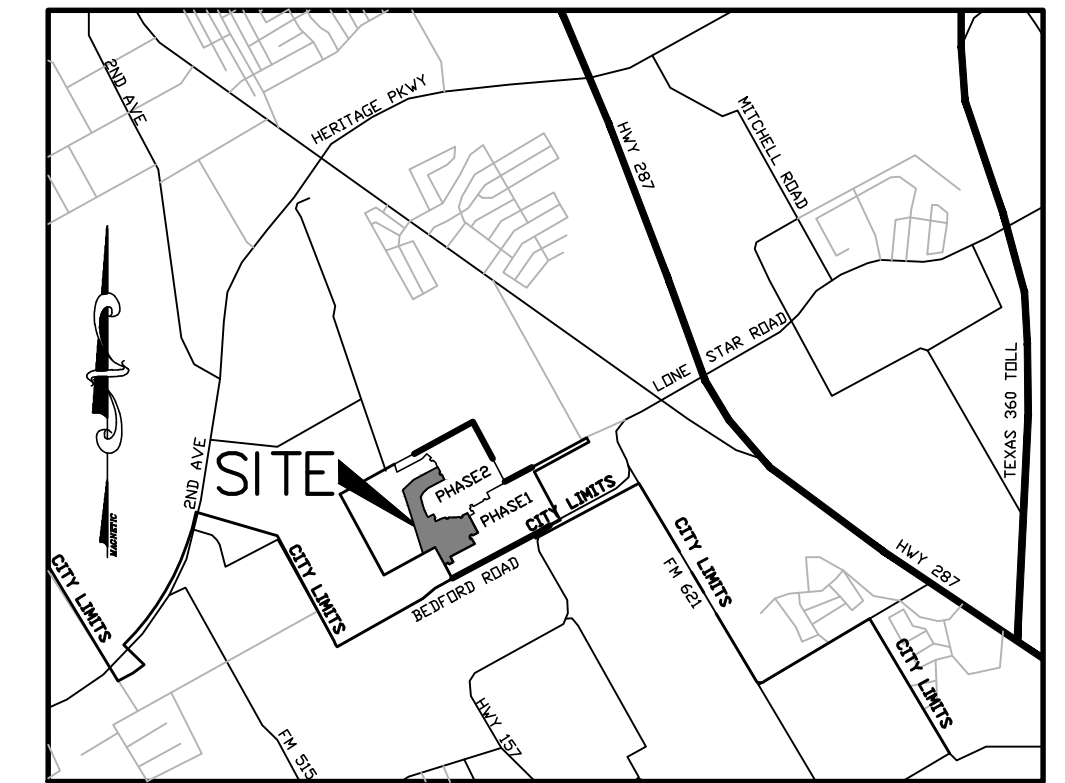 2ND AVE
HERITAGE PKWY
HWY 287
MITCHELL ROAD
LONE STAR ROAD
TEXAS 360 TOLL
2ND AVE
SITE
PHASE2
PHASE1
CITY LIMITS
MAGNETIC
CITY LIMITS
CITY LIMITS
BEDFORD ROAD
CITY LIMITS
FM 621
HWY 287
CITY LIMITS
HWY 157
FM 515